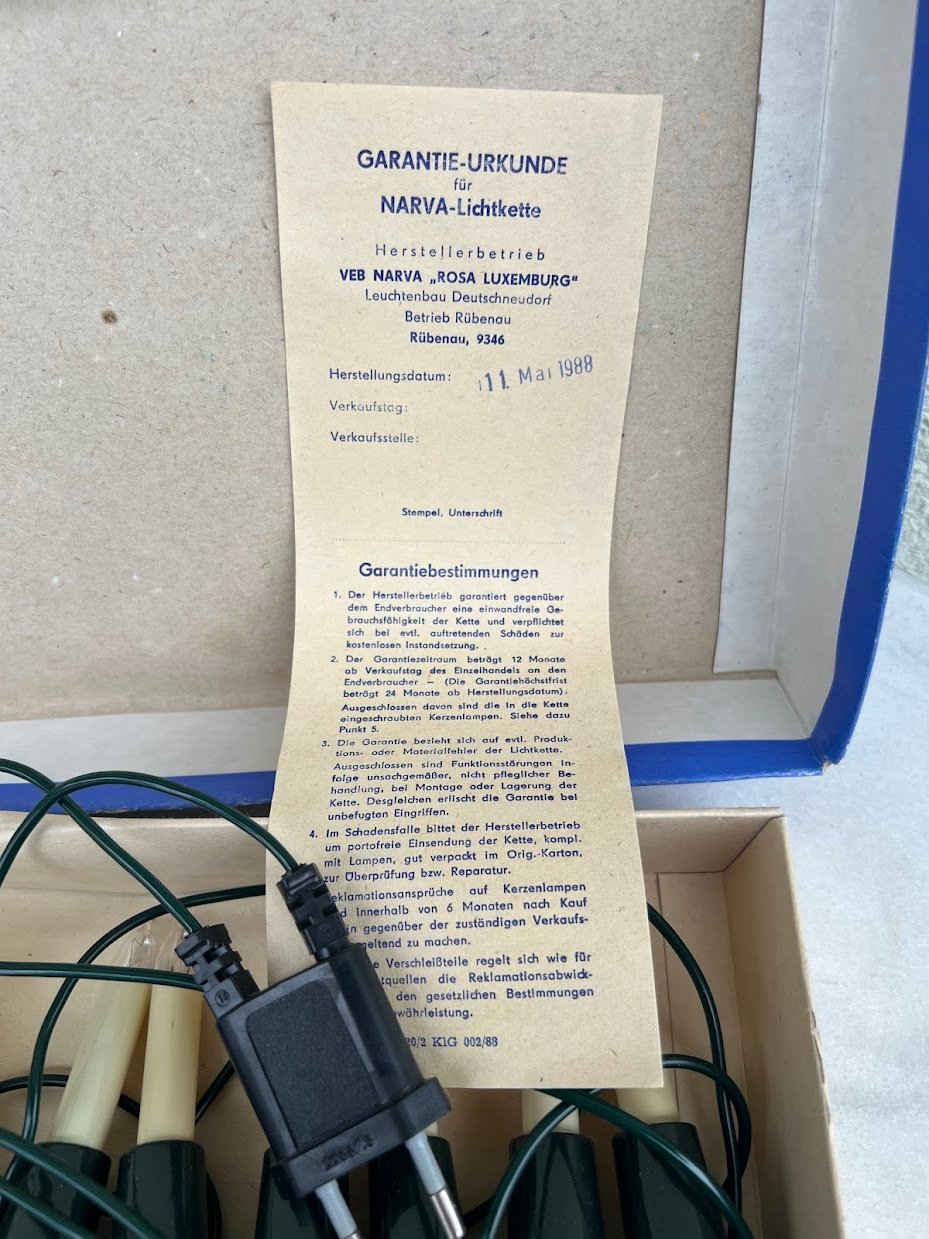 GARANTIE-URKUNDE
für
NARVA-Lichtkette
Herstellerbetrieb
VEB NARVA „ROSA LUXEMBURG"
Leuchtenbau Deutschneudorf
Betrieb Rübenau
Rübenau, 9346
Herstellungsdatum: 11. Mai 1988
Verkaufstag:
Verkaufsstelle:
Stempel, Unterschrift
Garantiebestimmungen
1. Der Herstellerbetrieb garantiert gegenüber
dem Endverbraucher eine einwandfreie Ge-
brauchsfähigkeit der Kette und verpflichtet
sich bei evtl. auftretenden Schäden zur
kostenlosen Instandsetzung.
2. Der Garantiezeitraum beträgt 12 Monate
ab Verkaufstag des Einzelhandels an den
Endverbraucher – (Die Garantiehöchstfrist
beträgt 24 Monate ab Herstellungsdatum).
Ausgeschlossen davon sind die in die Kette
eingeschraubten Kerzenlampen. Siehe dazu
Punkt 5.
3. Die Garantie bezieht sich auf evtl. Produk-
tions- oder Materialfehler der Lichtkette.
Ausgeschlossen sind Funktionsstörungen in-
folge unsachgemäßer, nicht pfleglicher Be-
handlung, bei Montage oder Lagerung der
Kette. Desgleichen erlischt die Garantie bei
unbefugten Eingriffen.
4. Im Schadensfalle bittet der Herstellerbetrieb
um portofreie Einsendung der Kette, kompl.
mit Lampen, gut verpackt im Orig.-Karton,
zur Überprüfung bzw. Reparatur.
eklamationsansprüche auf Kerzenlampen
d innerhalb von 6 Monaten nach Kauf
in gegenüber der zuständigen Verkaufs-
geltend zu machen.
e Verschleißteile regelt sich wie für
tquellen die Reklamationsabwick-
den gesetzlichen Bestimmungen
währleistung.
20/2 KlG 002/88